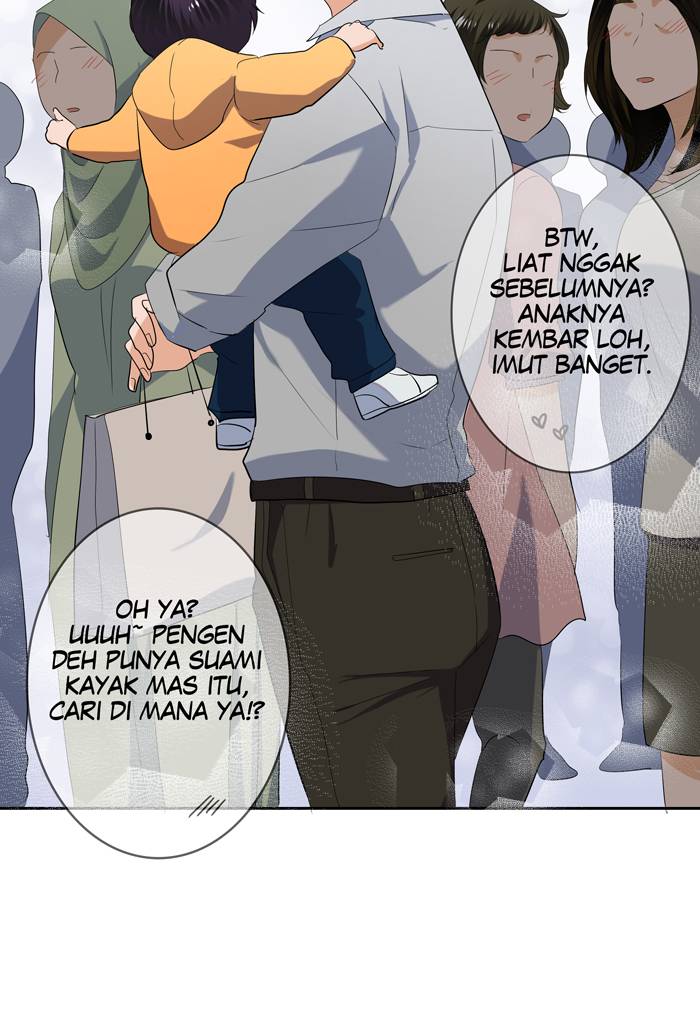 BTW,
LIAT NGGAK
SEBELUMNYA?
ANAKNYA
KEMBAR LOH,
IMUT BANGET.
OH YA?
UUUH~ PENGEN
DEH PUNYA SUAMI
KAYAK MAS ITU,
CARI DI MANA YA!?